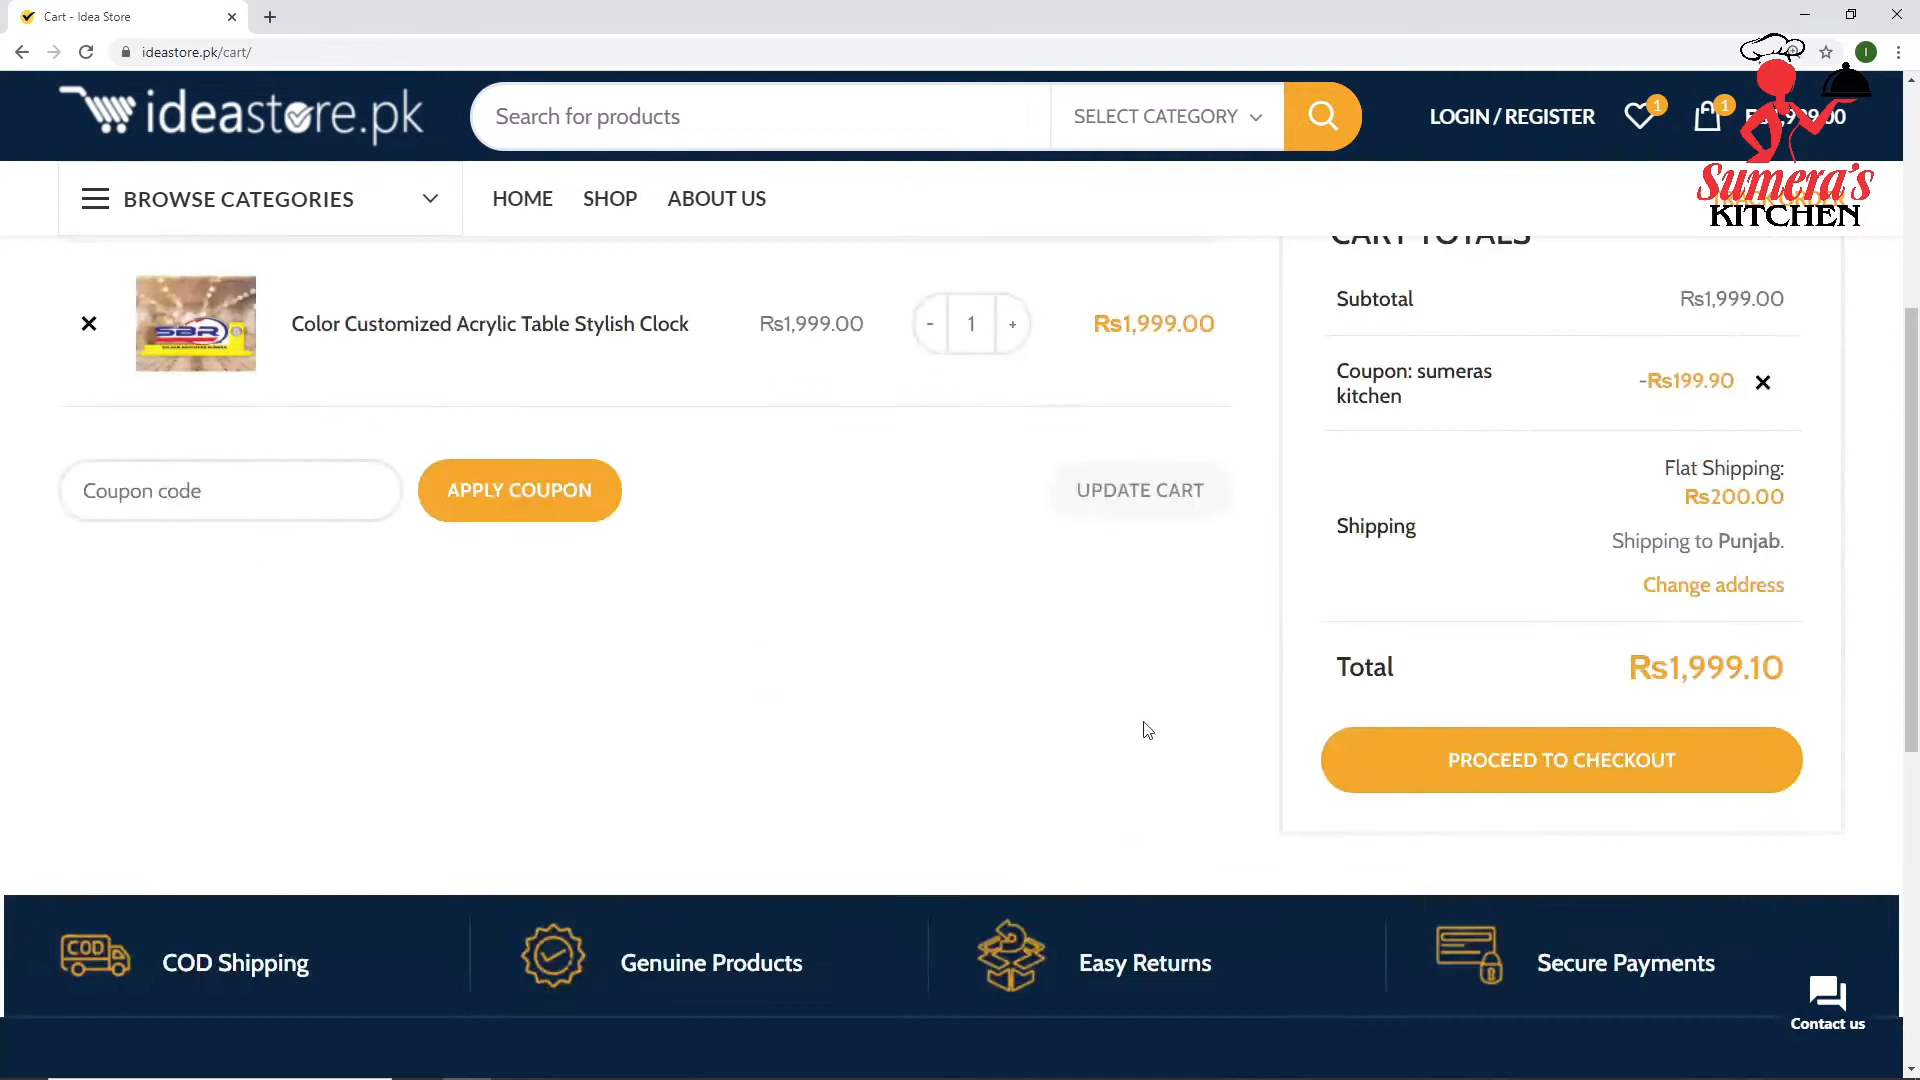 Cart - Idea Store
ideastore.pk/cart/
I
ideastore.pk
Search for products
SELECT CATEGORY
LOGIN / REGISTER
1
1
Sumera's
KITCHEN
BROWSE CATEGORIES
HOME
SHOP
ABOUT US
CART TOTALS
Color Customized Acrylic Table Stylish Clock
₨1,999.00
-
1
+
₨1,999.00
SBR
Subtotal
₨1,999.00
Coupon: sumeras
kitchen
-₨199.90
Coupon code
APPLY COUPON
UPDATE CART
Shipping
Flat Shipping:
₨200.00
Shipping to Punjab.
Change address
Total
₨1,999.10
PROCEED TO CHECKOUT
COD
COD Shipping
Genuine Products
Easy Returns
Secure Payments
Contact us